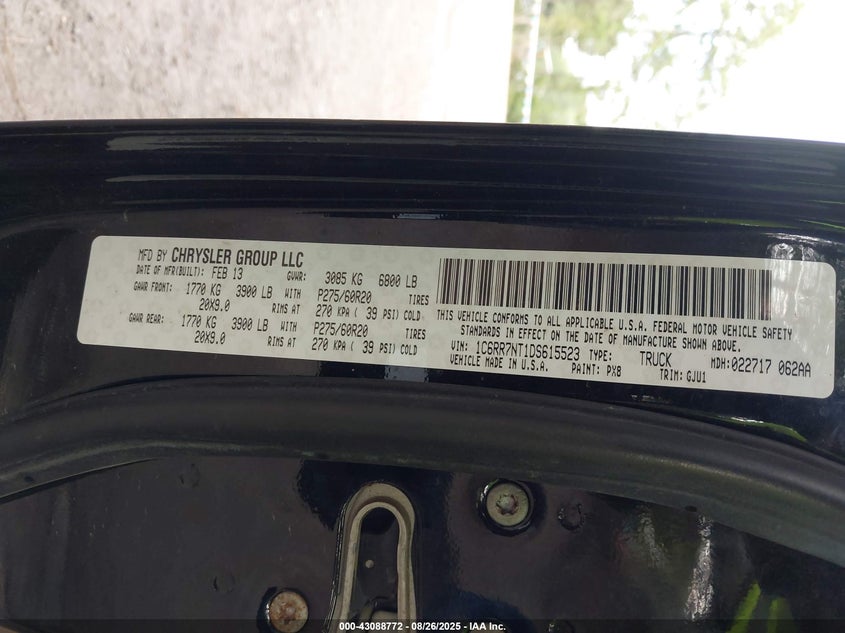 MFD BY CHRYSLER GROUP LLC
DATE OF MFR(BUILT): FEB 13 GVWR: 3085 KG 6800 LB
GAWR FRONT: 1770 KG 3900 LB WITH P275/60R20 TIRES
20X9.0 RIMS AT 270 KPA ( 39 PSI) COLD
GAWR REAR: 1770 KG 3900 LB WITH P275/60R20 TIRES
20X9.0 RIMS AT 270 KPA ( 39 PSI) COLD
THIS VEHICLE CONFORMS TO ALL APPLICABLE U.S.A. FEDERAL MOTOR VEHICLE SAFETY
STANDARDS IN EFFECT ON THE DATE OF MANUFACTURE SHOWN ABOVE.
VIN: 1C6RR7NT1DS615523 TYPE: TRUCK MDH:022717 062AA
VEHICLE MADE IN U.S.A. PAINT: PX8 TRIM: GJU1
000-43088772 - 08/26/2025 - IAA Inc.